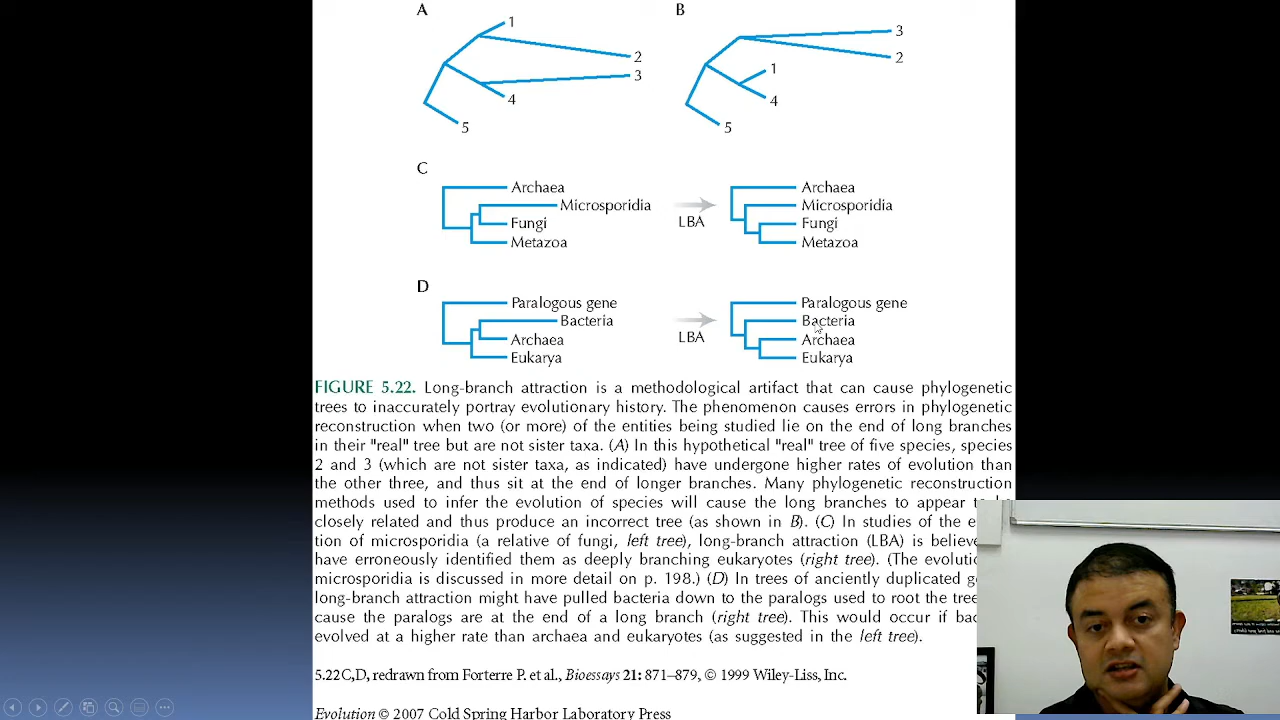 A
B
1
2
3
4
5
3
2
1
4
5
C
Archaea
Microsporidia
Fungi
Metazoa
LBA
Archaea
Microsporidia
Fungi
Metazoa
D
Paralogous gene
Bacteria
Archaea
Eukarya
LBA
Paralogous gene
Bacteria
Archaea
Eukarya
FIGURE 5.22. Long-branch attraction is a methodological artifact that can cause phylogenetic
trees to inaccurately portray evolutionary history. The phenomenon causes errors in phylogenetic
reconstruction when two (or more) of the entities being studied lie on the end of long branches
in their "real" tree but are not sister taxa. (A) In this hypothetical "real" tree of five species, species
2 and 3 (which are not sister taxa, as indicated) have undergone higher rates of evolution than
the other three, and thus sit at the end of longer branches. Many phylogenetic reconstruction
methods used to infer the evolution of species will cause the long branches to appear
closely related and thus produce an incorrect tree (as shown in B). (C) In studies of the
tion of microsporidia (a relative of fungi, left tree), long-branch attraction (LBA) is believe
have erroneously identified them as deeply branching eukaryotes (right tree). (The evolutio
microsporidia is discussed in more detail on p. 198.) (D) In trees of anciently duplicated
long-branch attraction might have pulled bacteria down to the paralogs used to root the tree
cause the paralogs are at the end of a long branch (right tree). This would occur if
evolved at a higher rate than archaea and eukaryotes (as suggested in the left tree).
5.22C,D, redrawn from Forterre P. et al., Bioessays 21: 871–879, © 1999 Wiley-Liss, Inc.
Evolution © 2007 Cold Spring Harbor Laboratory Press